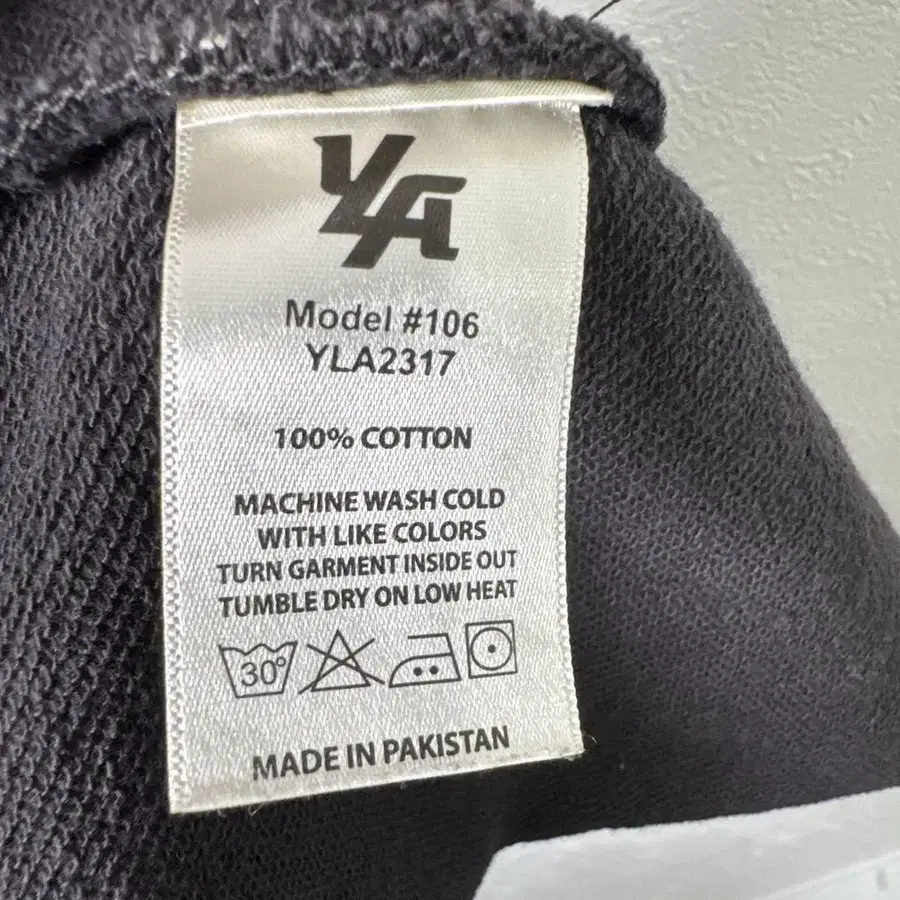 YLA
Model #106
YLA2317
100% COTTON
MACHINE WASH COLD
WITH LIKE COLORS
TURN GARMENT INSIDE OUT
TUMBLE DRY ON LOW HEAT
30°
MADE IN PAKISTAN